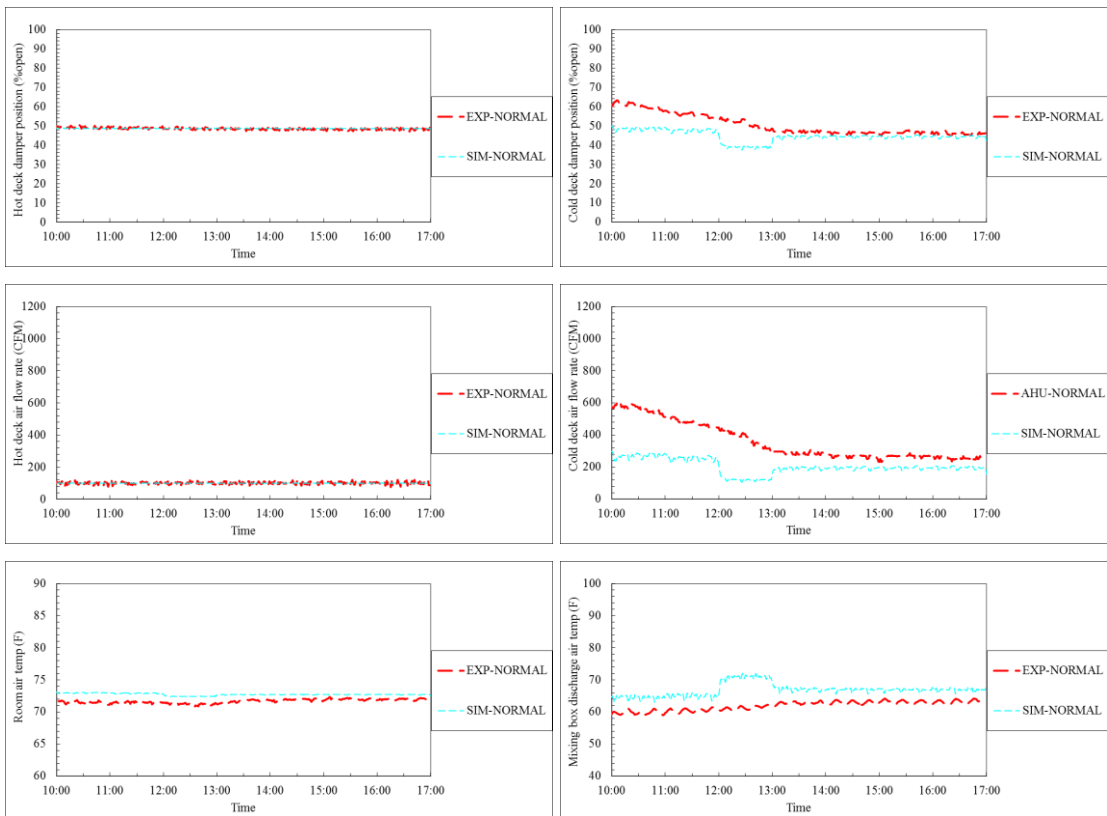 Hot deck damper position (%open)
100
90
80
70
60
50
40
30
20
10
0
10:00 11:00 12:00 13:00 14:00 15:00 16:00 17:00
Time
EXP-NORMAL
SIM-NORMAL
Cold deck damper position (%open)
100
90
80
70
60
50
40
30
20
10
0
10:00 11:00 12:00 13:00 14:00 15:00 16:00 17:00
Time
EXP-NORMAL
SIM-NORMAL
Hot deck air flow rate (CFM)
1200
1000
800
600
400
200
0
10:00 11:00 12:00 13:00 14:00 15:00 16:00 17:00
Time
EXP-NORMAL
SIM-NORMAL
Cold deck air flow rate (CFM)
1200
1000
800
600
400
200
0
10:00 11:00 12:00 13:00 14:00 15:00 16:00 17:00
Time
AHU-NORMAL
SIM-NORMAL
Room air temp (F)
90
85
80
75
70
65
60
10:00 11:00 12:00 13:00 14:00 15:00 16:00 17:00
Time
EXP-NORMAL
SIM-NORMAL
Mixing box discharge air temp (F)
100
90
80
70
60
50
40
10:00 11:00 12:00 13:00 14:00 15:00 16:00 17:00
Time
EXP-NORMAL
SIM-NORMAL